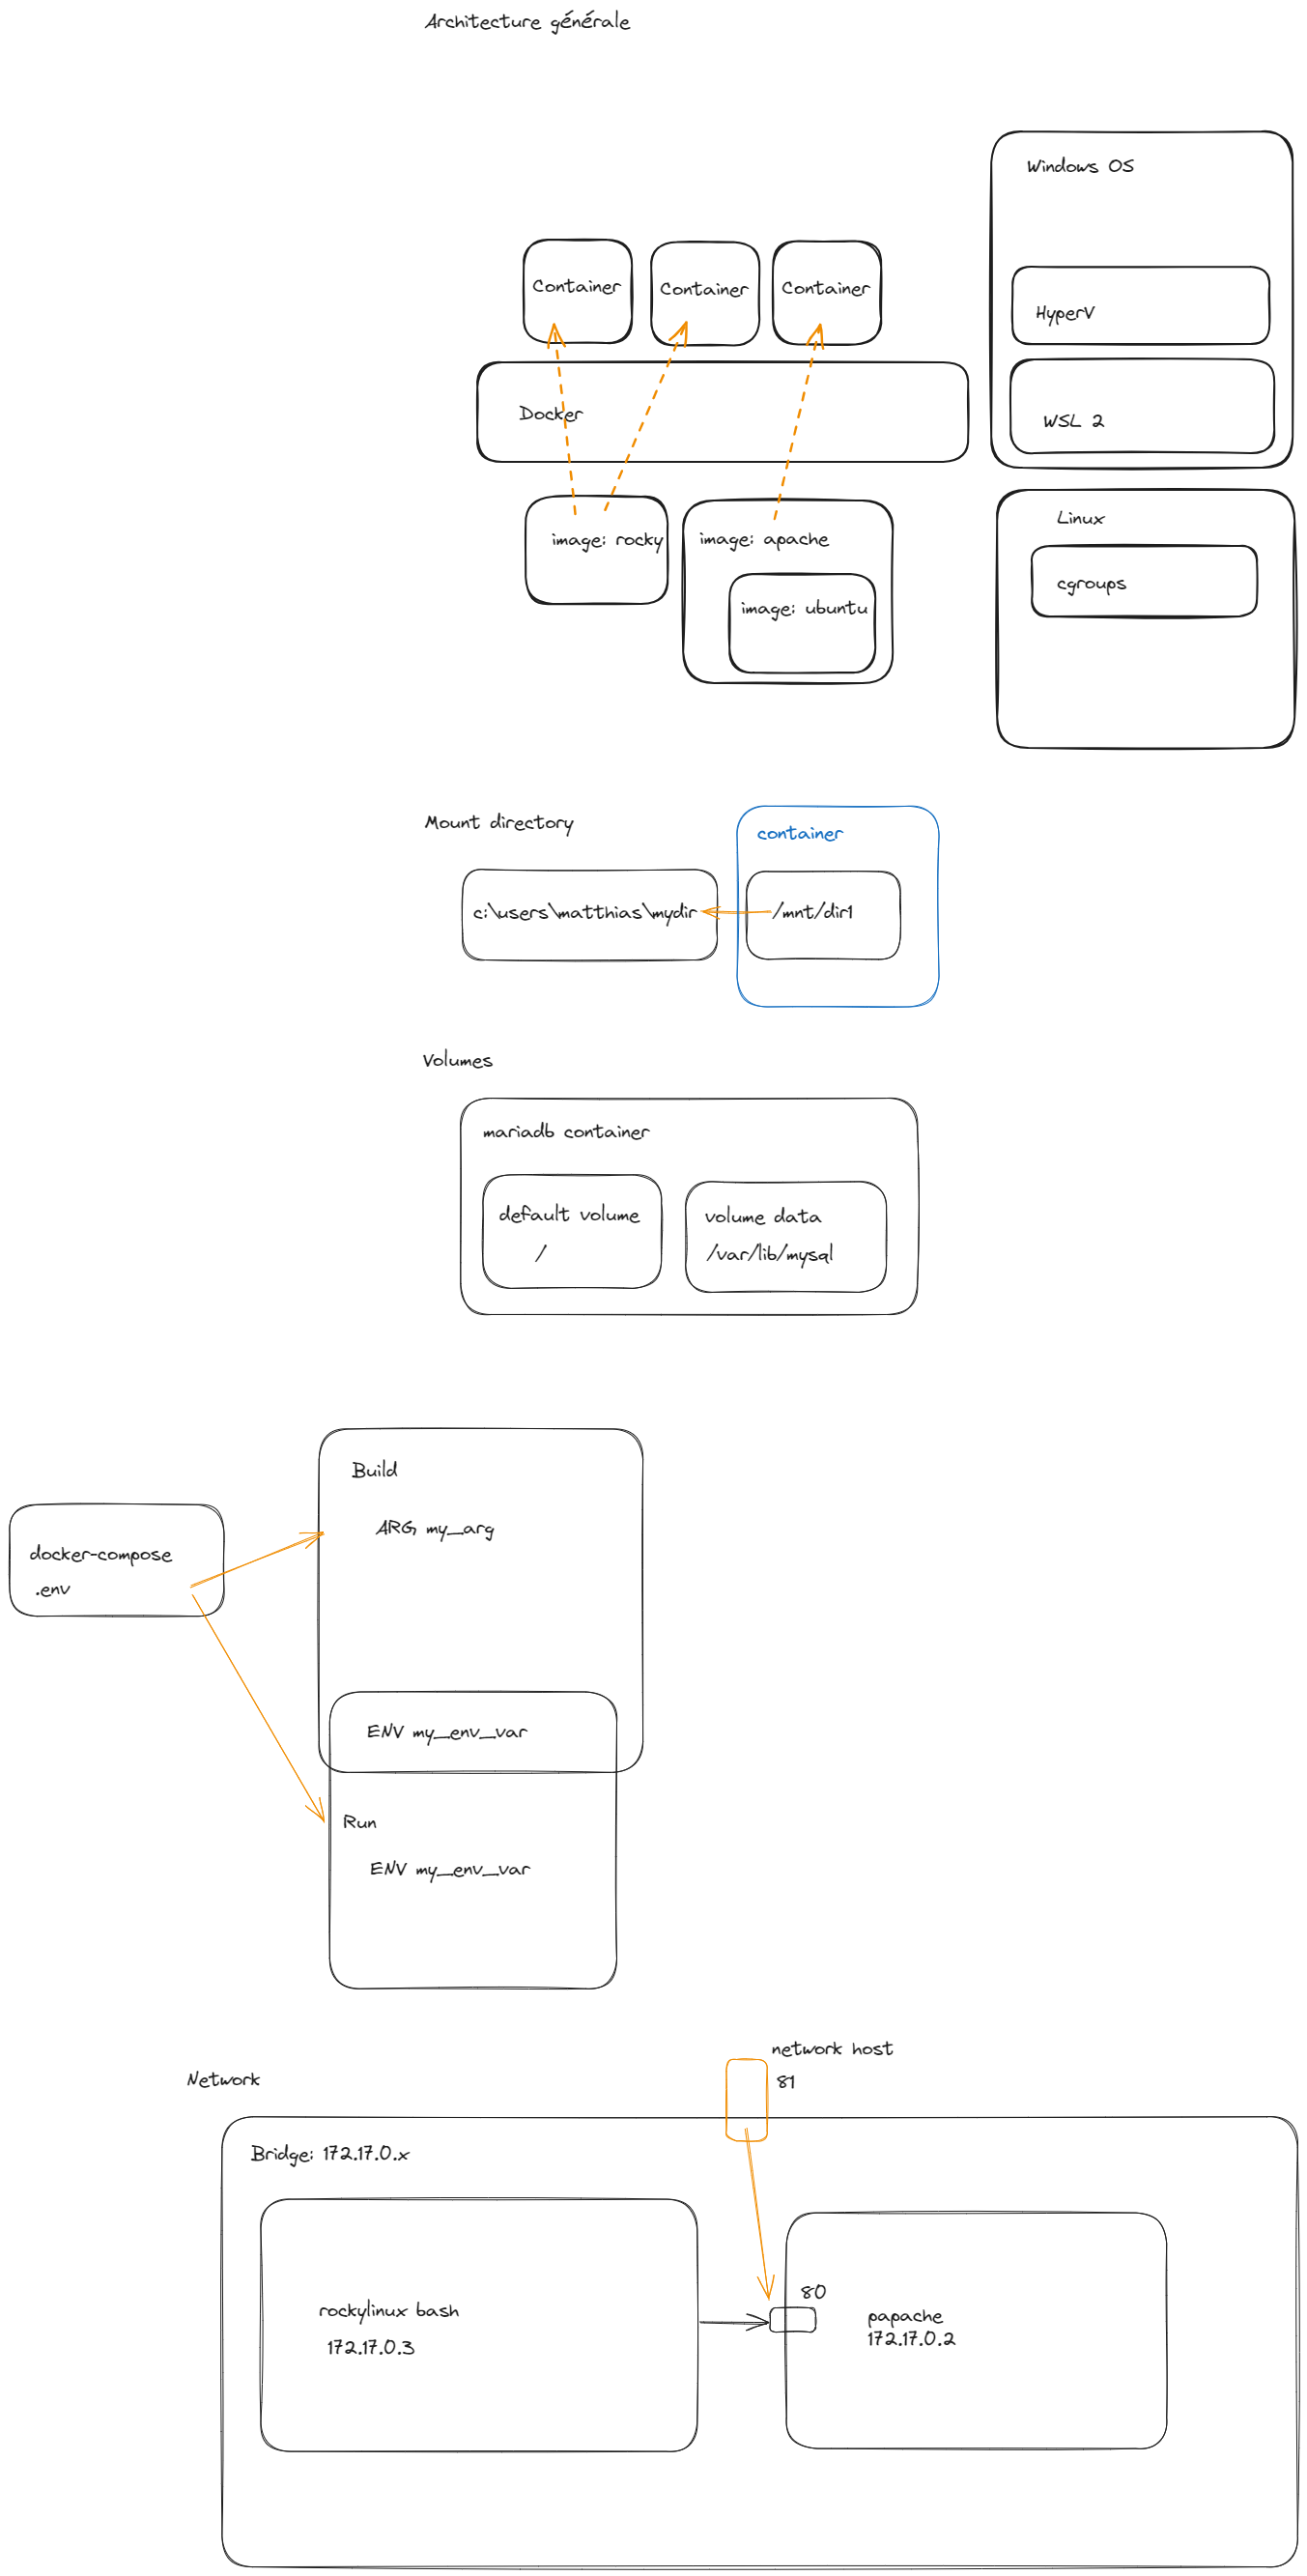 Architecture générale
Windows OS
Container
Container
Container
HyperV
Docker
WSL 2
Linux
image: rocky
image: apache
cgroups
image: ubuntu
Mount directory
container
c:\users\matthias\mydir
/mnt/dir1
Volumes
mariadb container
default volume
/
volume data
/var/lib/mysql
Build
ARG my_arg
docker-compose
.env
ENV my_env_var
Run
ENV my_env_var
network host
81
Network
Bridge: 172.17.0.x
80
rockylinux bash
172.17.0.3
papache
172.17.0.2